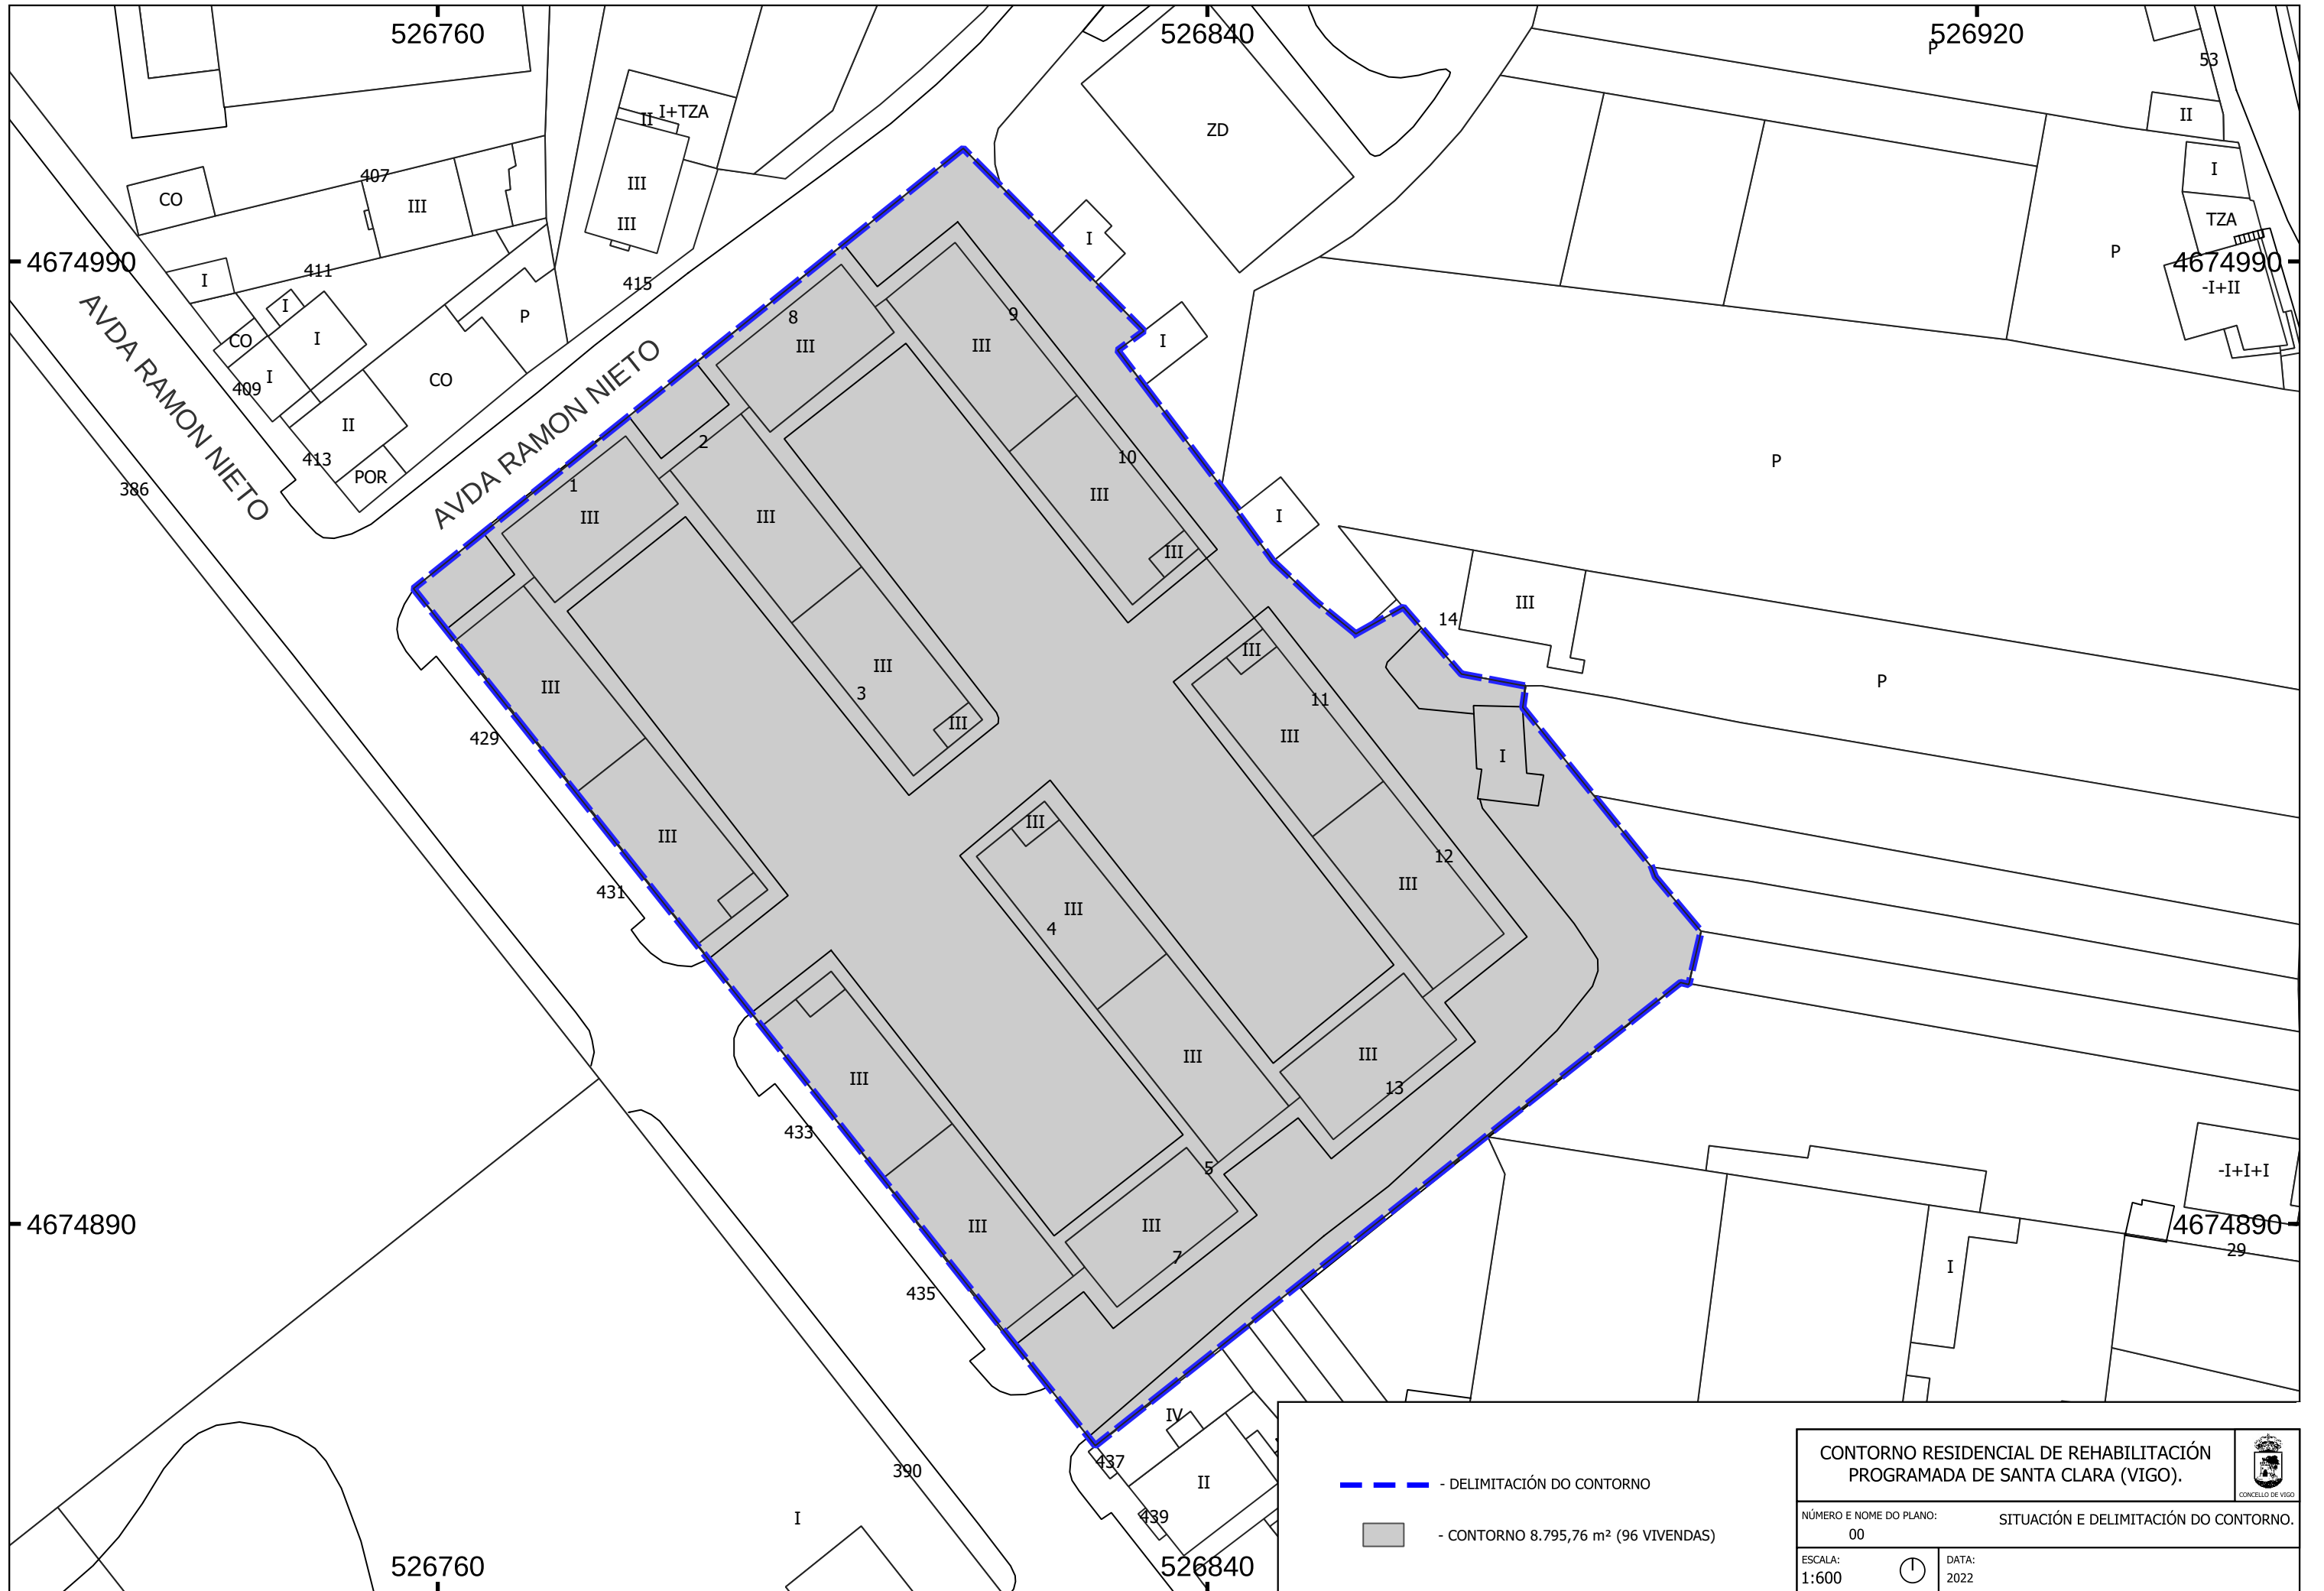 526760
526840
526920
P
53
II
I+TZA
II
ZD
I
III
CO
407
III
III
TZA
I
P
4674990
4674990
411
I
415
-I+II
I
P
8
9
CO
I
III
III
I
AVDA RAMON NIETO
AVDA RAMON NIETO
I
409
CO
II
2
10
413
POR
P
386
1
III
III
III
I
III
III
14
III
III
P
III
3
11
III
429
III
III
I
III
III
12
431
III
III
4
III
III
III
13
433
5
-I+I+I
III
III
4674890
4674890
7
29
435
I
IV
437
390
II
439
I
526760
526840
- DELIMITACIÓN DO CONTORNO
- CONTORNO 8.795,76 m² (96 VIVENDAS)
CONTORNO RESIDENCIAL DE REHABILITACIÓN
PROGRAMADA DE SANTA CLARA (VIGO).
CONCELLO DE VIGO
NÚMERO E NOME DO PLANO:
00
SITUACIÓN E DELIMITACIÓN DO CONTORNO.
ESCALA:
1:600
DATA:
2022